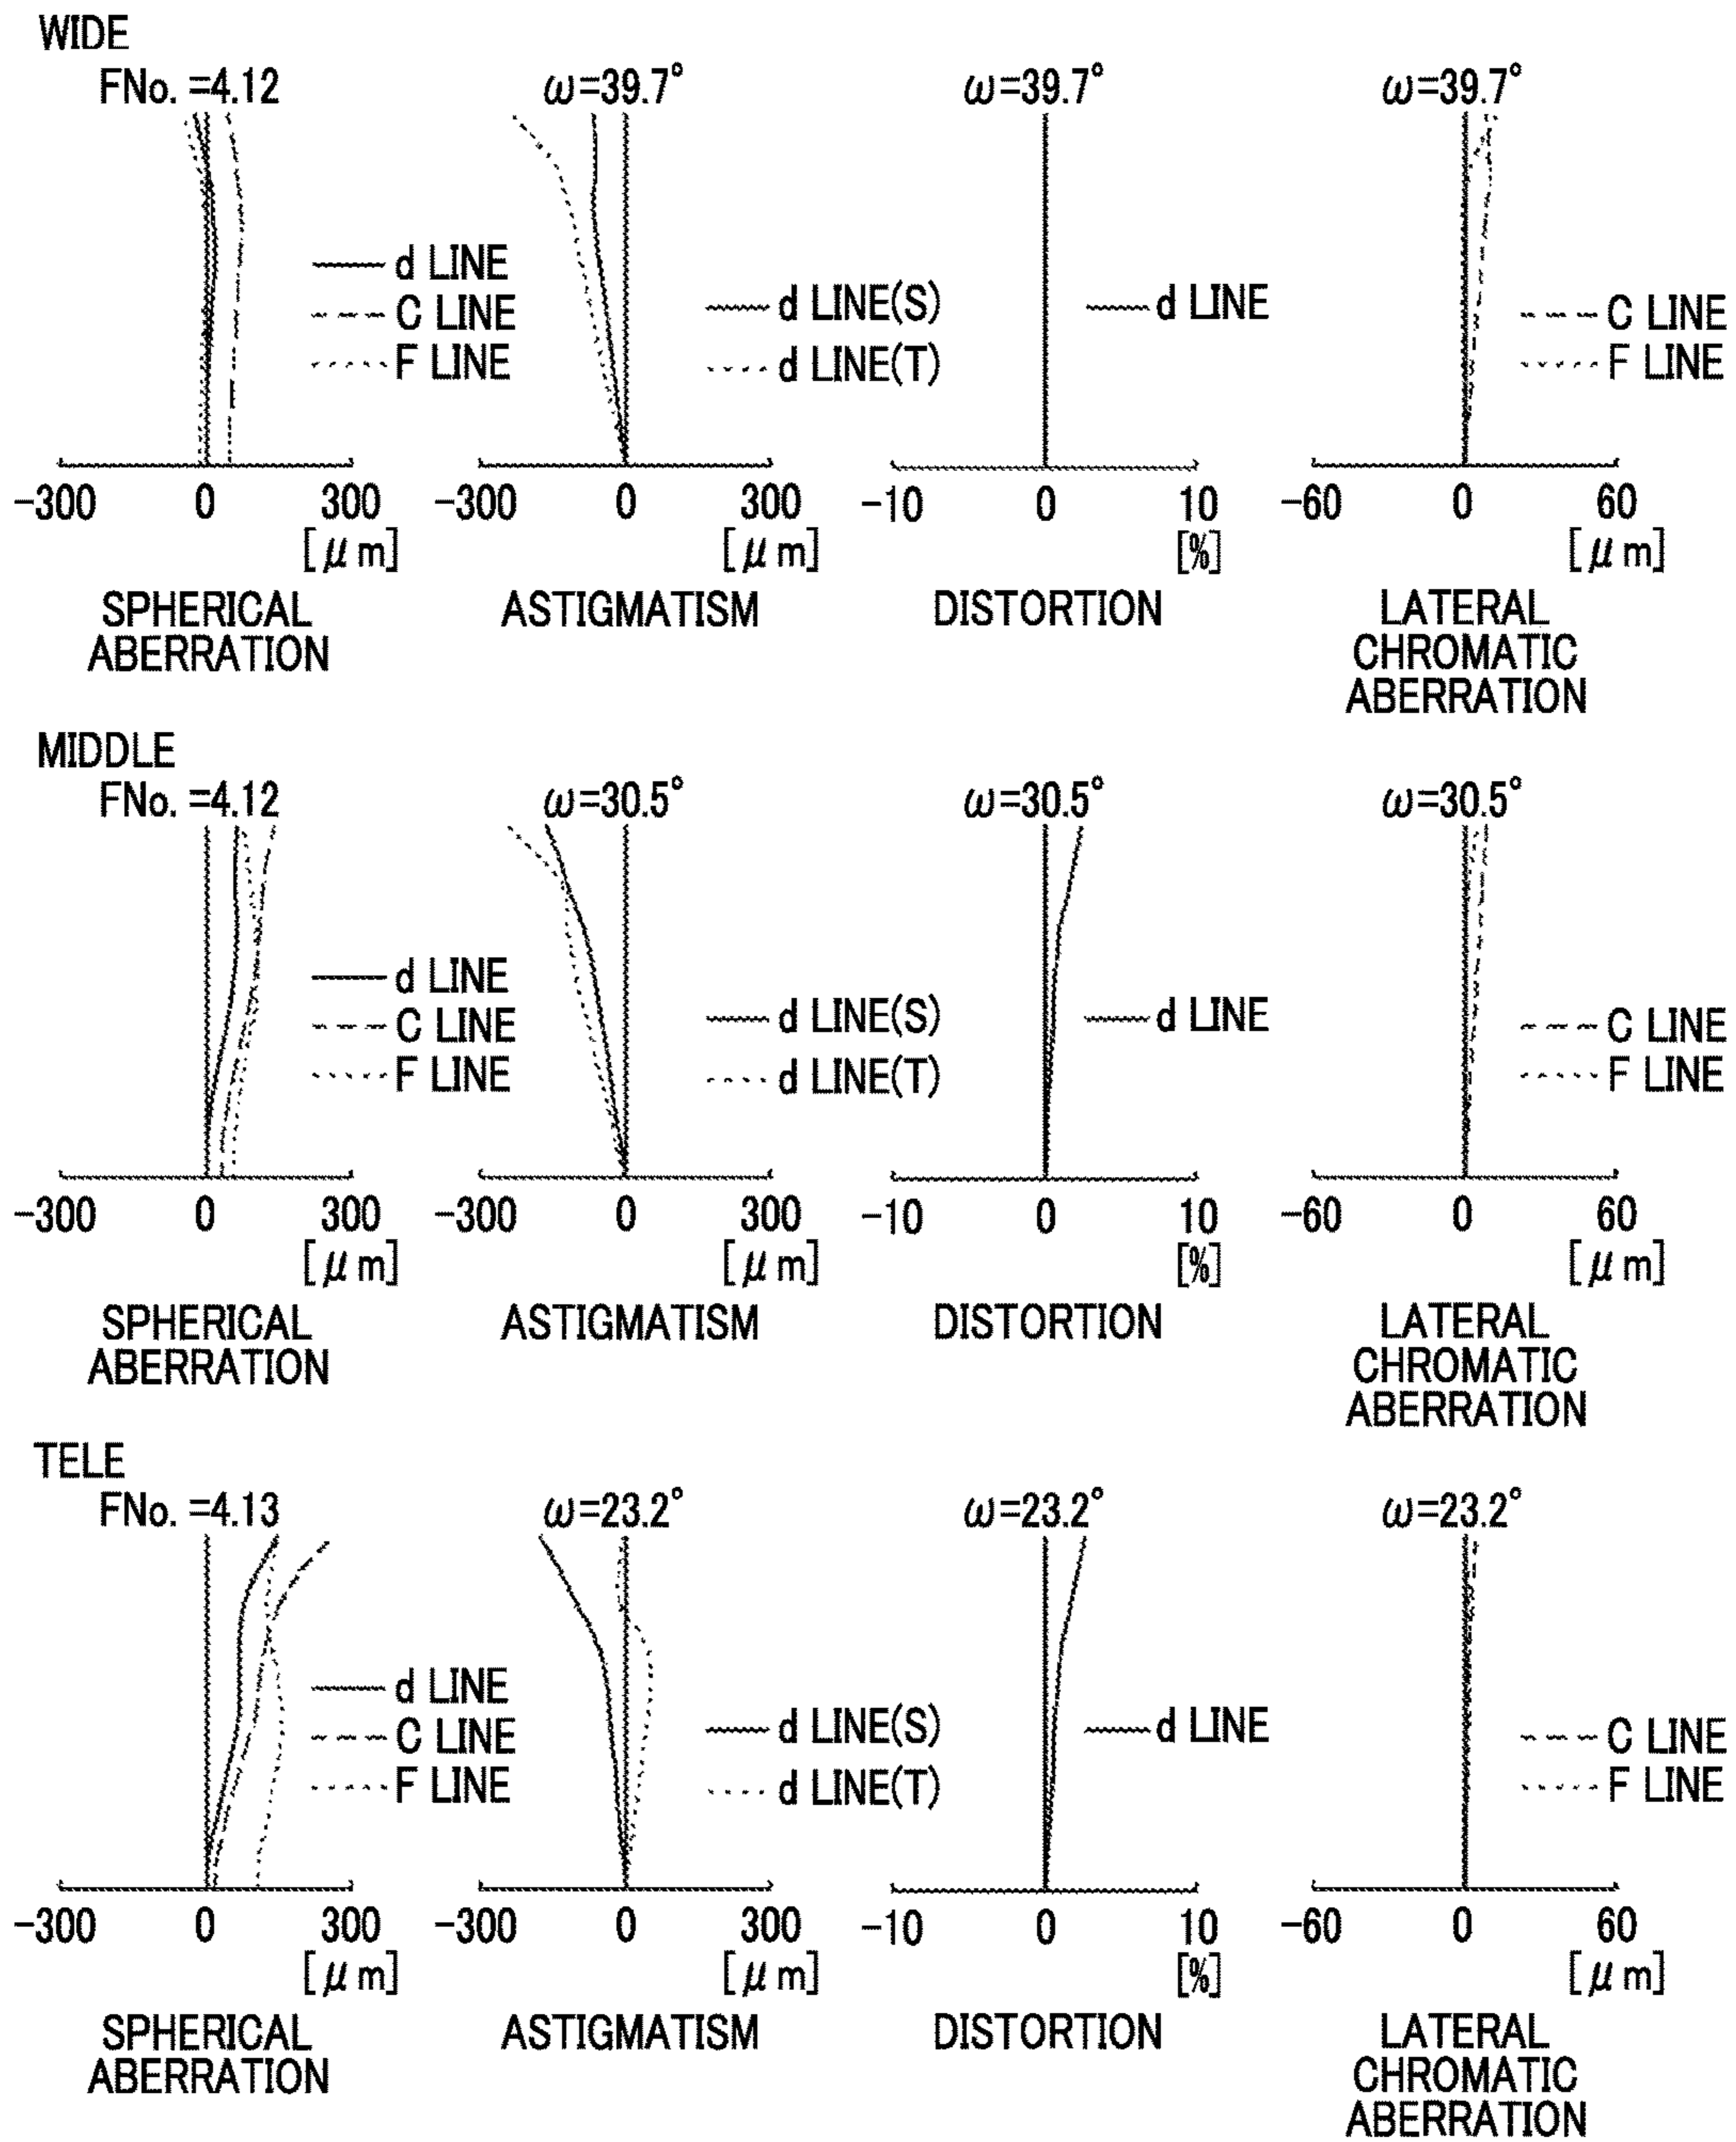 WIDE
FNo. =4.12
ω=39.7°
ω=39.7°
ω=39.7°
d LINE
C LINE
F LINE
d LINE(S)
d LINE(T)
d LINE
C LINE
F LINE
-300 0 300
[μm]
-300 0 300
[μm]
-10 0 10
[%]
-60 0 60
[μm]
SPHERICAL
ABERRATION
ASTIGMATISM
DISTORTION
LATERAL
CHROMATIC
ABERRATION
MIDDLE
FNo. =4.12
ω=30.5°
ω=30.5°
ω=30.5°
d LINE
C LINE
F LINE
d LINE(S)
d LINE(T)
d LINE
C LINE
F LINE
-300 0 300
[μm]
-300 0 300
[μm]
-10 0 10
[%]
-60 0 60
[μm]
SPHERICAL
ABERRATION
ASTIGMATISM
DISTORTION
LATERAL
CHROMATIC
ABERRATION
TELE
FNo. =4.13
ω=23.2°
ω=23.2°
ω=23.2°
d LINE
C LINE
F LINE
d LINE(S)
d LINE(T)
d LINE
C LINE
F LINE
-300 0 300
[μm]
-300 0 300
[μm]
-10 0 10
[%]
-60 0 60
[μm]
SPHERICAL
ABERRATION
ASTIGMATISM
DISTORTION
LATERAL
CHROMATIC
ABERRATION